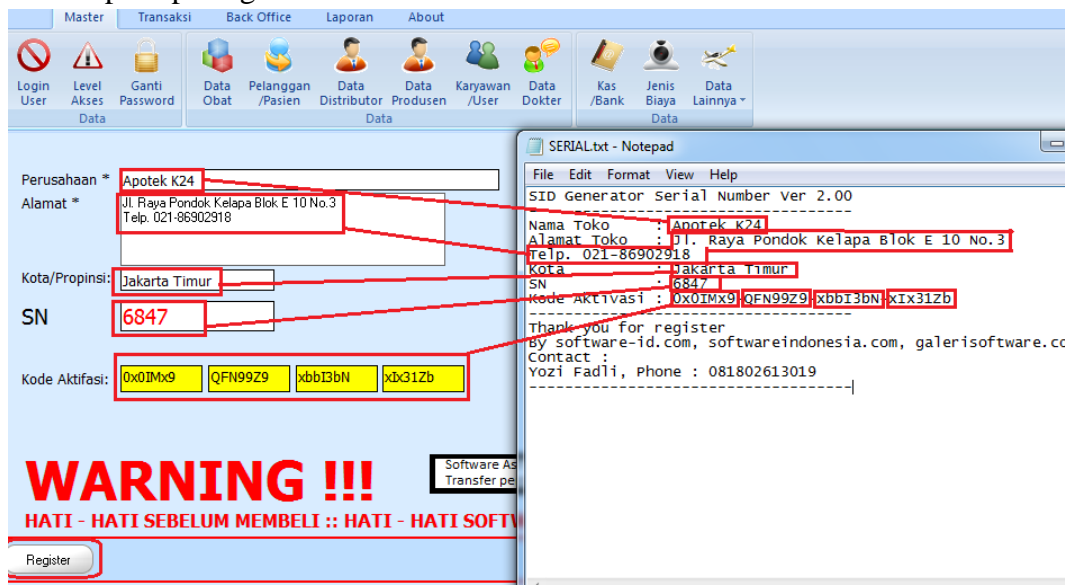 Master Transaksi Back Office Laporan About
Login User
Level Akses
Ganti Password
Data
Data Obat
Pelanggan /Pasien
Data Distributor
Data Produsen
Karyawan /User
Data Dokter
Data
Kas /Bank
Jenis Biaya
Data Lainnya
Data
Perusahaan * Apotek K24
Alamat * Jl. Raya Pondok Kelapa Blok E 10 No.3
Telp. 021-86902918
Kota/Propinsi: Jakarta Timur
SN 6847
Kode Aktifasi: 0x0IMx9 QFN99Z9 xbbI3bN xIx31Zb
Software As
Transfer pe
WARNING !!!
HATI - HATI SEBELUM MEMBELI :: HATI - HATI SOFTW
Register
SERIAL.txt - Notepad
File Edit Format View Help
SID Generator Serial Number Ver 2.00
------------------------------------
Nama Toko : Apotek K24
Alamat Toko : Jl. Raya Pondok Kelapa Blok E 10 No.3
Telp. 021-86902918
Kota : Jakarta Timur
SN : 6847
Kode Aktivasi : 0x0IMx9-QFN99Z9-xbbI3bN-xIx31Zb
------------------------------------
Thank you for register
By software-id.com, softwareindonesia.com, galerisoftware.co
Contact :
Yozi Fadli, Phone : 081802613019
------------------------------------